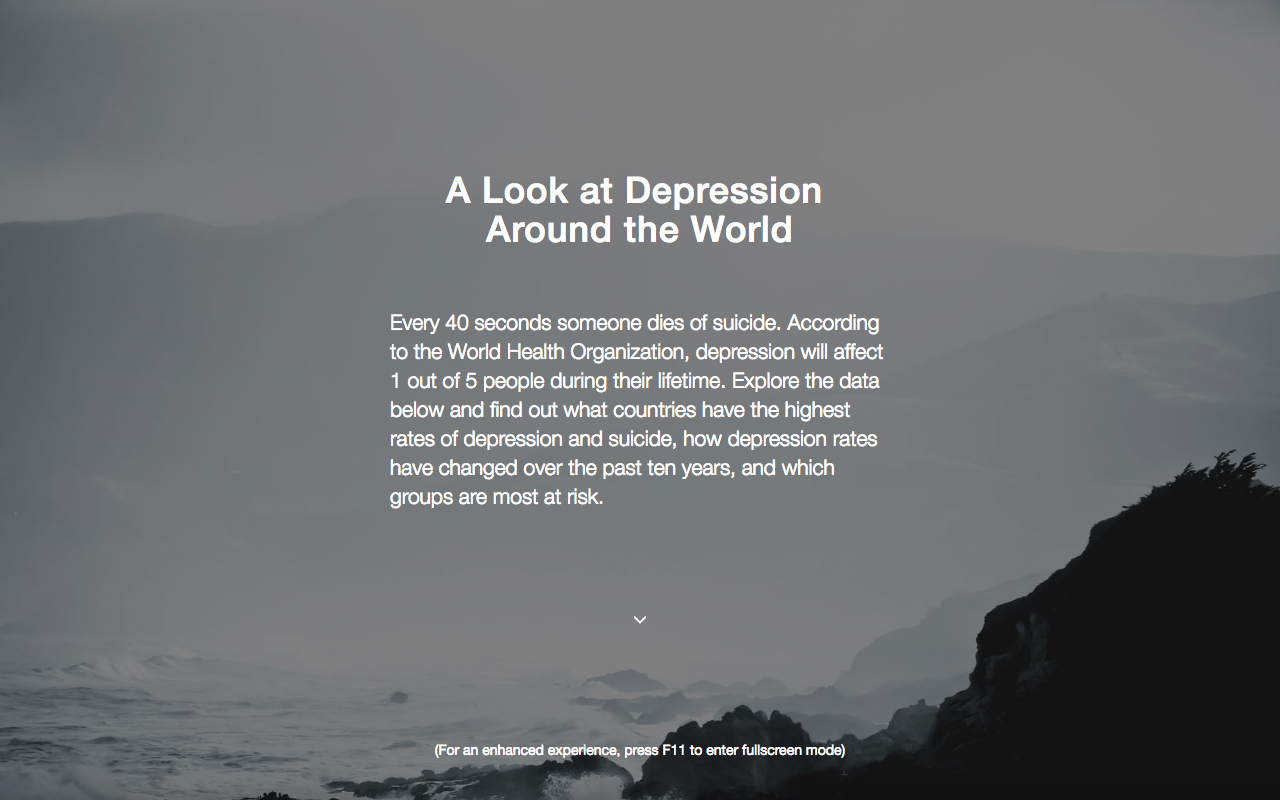 A Look at Depression
Around the World
Every 40 seconds someone dies of suicide. According
to the World Health Organization, depression will affect
1 out of 5 people during their lifetime. Explore the data
below and find out what countries have the highest
rates of depression and suicide, how depression rates
have changed over the past ten years, and which
groups are most at risk.
(For an enhanced experience, press F11 to enter fullscreen mode)